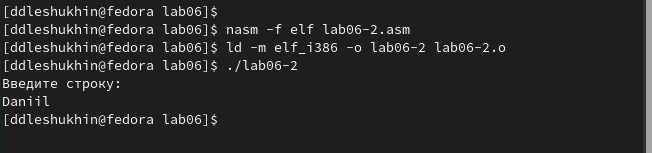 [ddleshukhin@fedora lab06]$
[ddleshukhin@fedora lab06]$ nasm -f elf lab06-2.asm
[ddleshukhin@fedora lab06]$ ld -m elf_i386 -o lab06-2 lab06-2.o
[ddleshukhin@fedora lab06]$ ./lab06-2
Введите строку:
Daniil
[ddleshukhin@fedora lab06]$